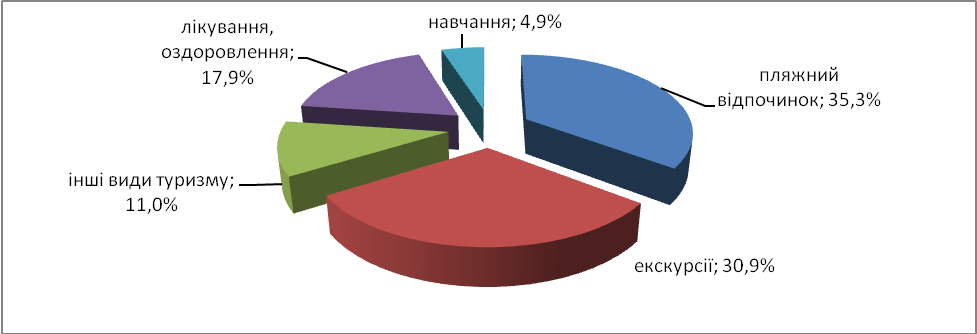 навчання; 4,9%
лікування,
оздоровлення;
17,9%
пляжний
відпочинок; 35,3%
інші види туризму;
11,0%
екскурсії; 30,9%